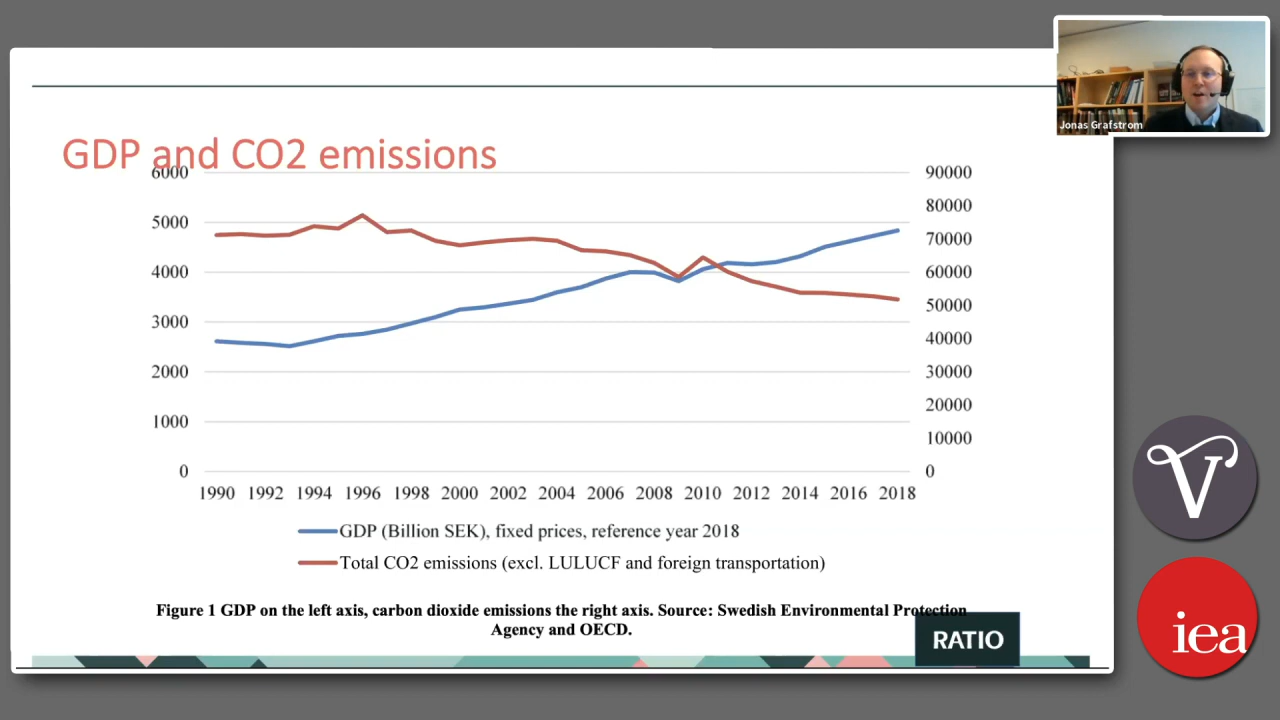 Jonas Grafstrom
GDP and CO2 emissions
6000
5000
4000
3000
2000
1000
0
90000
80000
70000
60000
50000
40000
30000
20000
10000
0
1990 1992 1994 1996 1998 2000 2002 2004 2006 2008 2010 2012 2014 2016 2018
GDP (Billion SEK), fixed prices, reference year 2018
Total CO2 emissions (excl. LULUCF and foreign transportation)
Figure 1 GDP on the left axis, carbon dioxide emissions the right axis. Source: Swedish Environmental Protection
Agency and OECD.
RATIO
V
iea